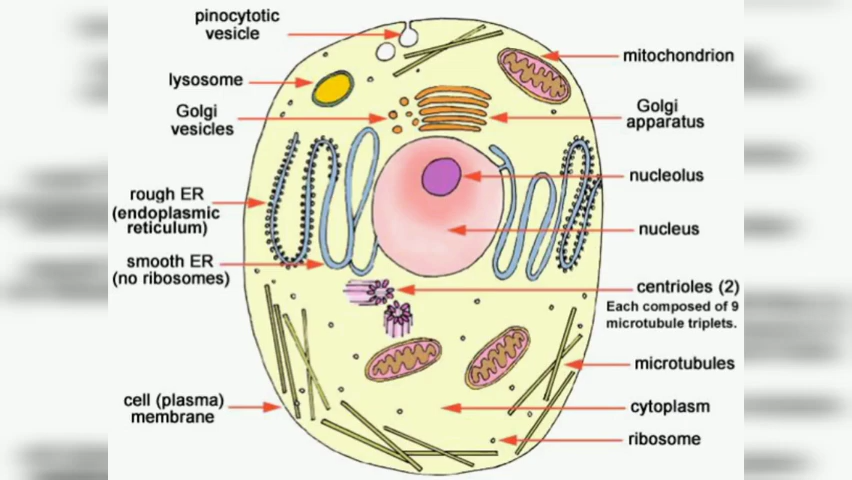 pinocytotic
vesicle
lysosome
Golgi
vesicles
rough ER
(endoplasmic
reticulum)
smooth ER
(no ribosomes)
cell (plasma)
membrane
mitochondrion
Golgi
apparatus
nucleolus
nucleus
centrioles (2)
Each composed of 9
microtubule triplets.
microtubules
cytoplasm
ribosome